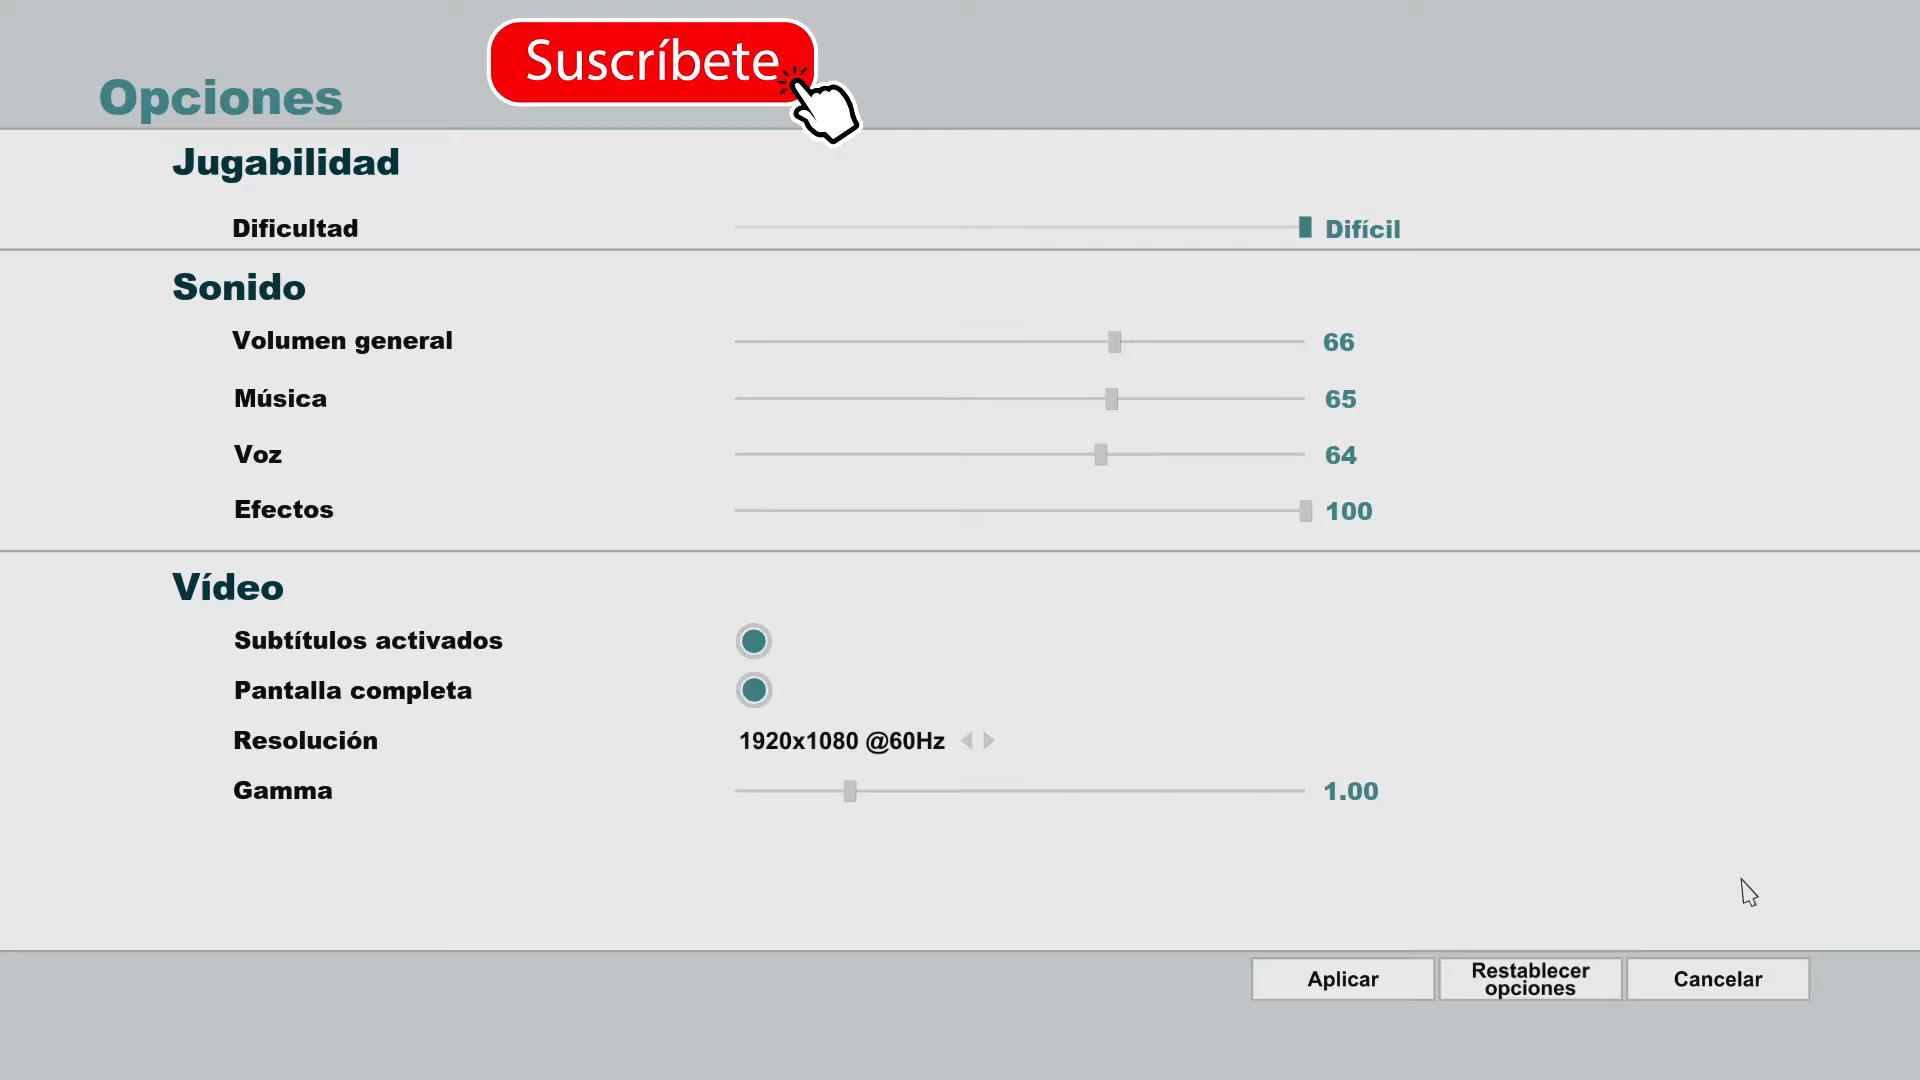 Suscríbete
Opciones
Jugabilidad
Dificultad Difícil
Sonido
Volumen general 66
Música 65
Voz 64
Efectos 100
Vídeo
Subtítulos activados
Pantalla completa
Resolución 1920x1080 @60Hz
Gamma 1.00
Aplicar
Restablecer
opciones
Cancelar